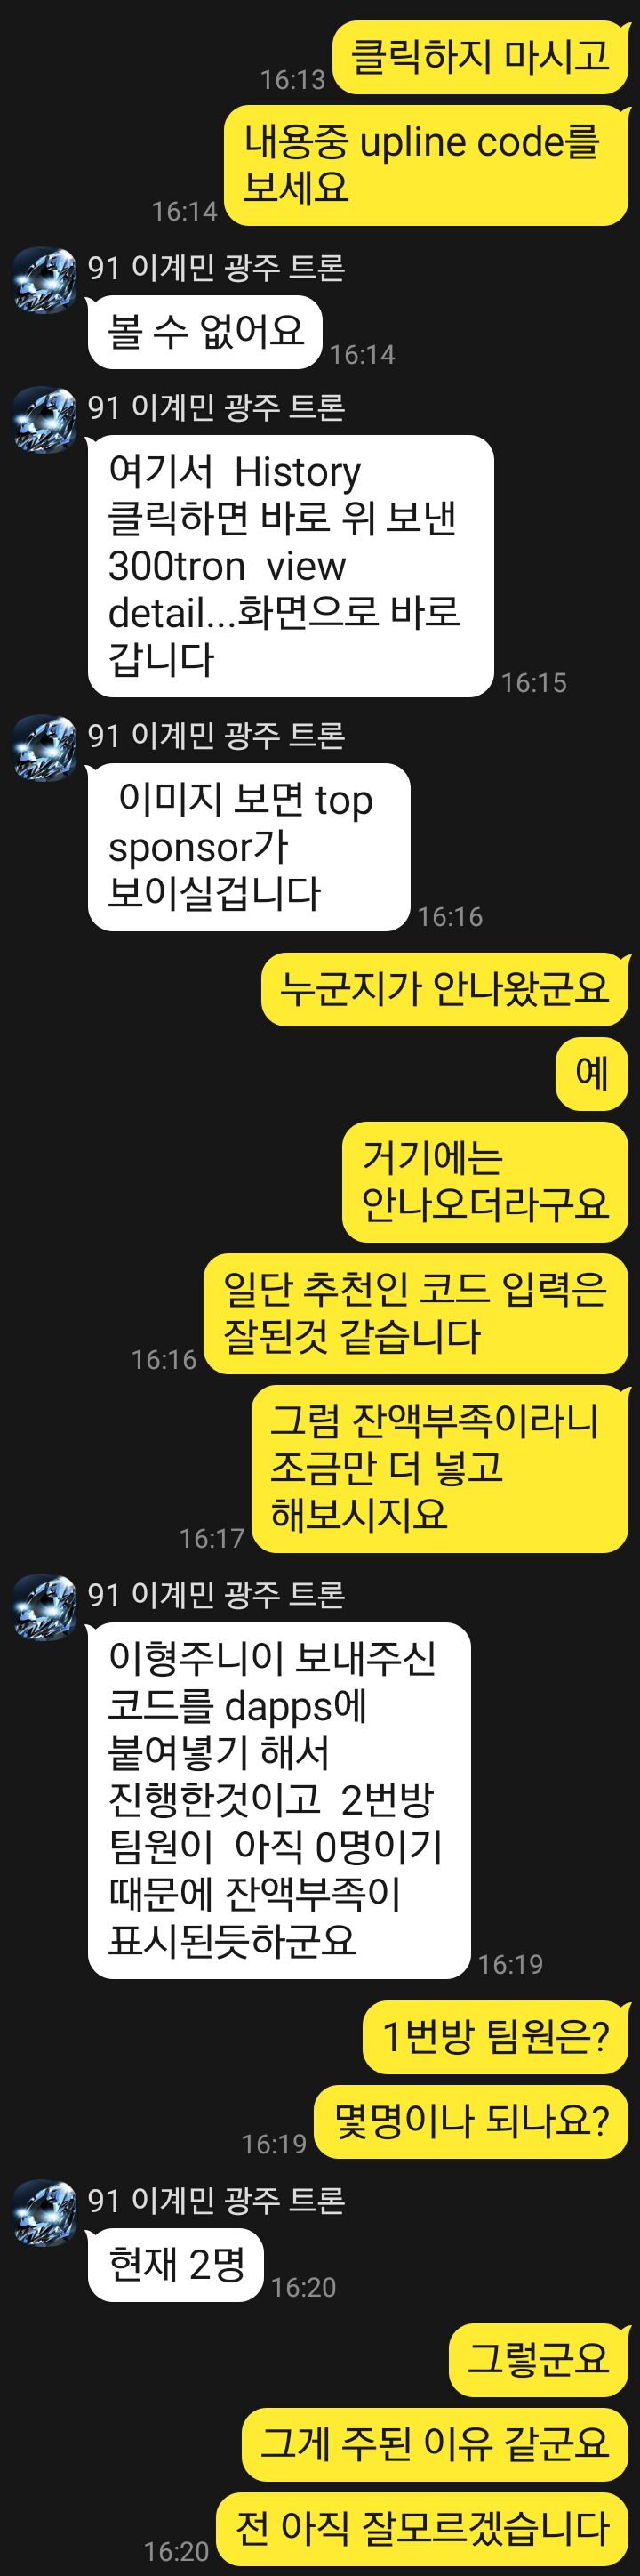 클릭하지 마시고
16:13
내용중 upline code를
보세요
16:14
91 이계민 광주 트론
볼 수 없어요
16:14
91 이계민 광주 트론
여기서  History
클릭하면 바로 위 보낸
300tron  view
detail...화면으로 바로
갑니다
16:15
91 이계민 광주 트론
이미지 보면 top
sponsor가
보이실겁니다
16:16
누군지가 안나왔군요
예
거기에는
안나오더라구요
일단 추천인 코드 입력은
잘된것 같습니다
16:16
그럼 잔액부족이라니
조금만 더 넣고
해보시지요
16:17
91 이계민 광주 트론
이형주니이 보내주신
코드를 dapps에
붙여녛기 해서
진행한것이고  2번방
팀원이  아직 0명이기
때문에 잔액부족이
표시된듯하군요
16:19
1번방 팀원은?
몇명이나 되나요?
16:19
91 이계민 광주 트론
현재 2명
16:20
그렇군요
그게 주된 이유 같군요
전 아직 잘모르겠습니다
16:20